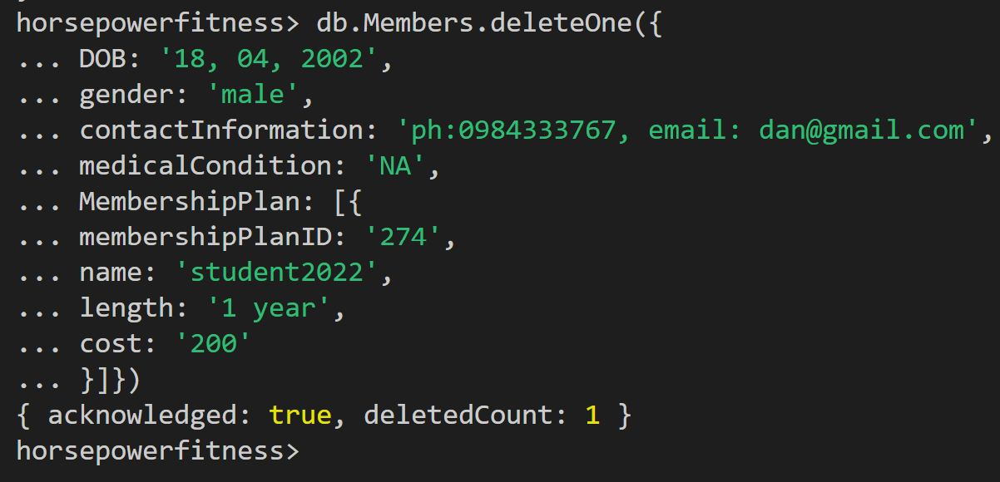 horsepowerfitness> db.Members.deleteOne({
... DOB: '18, 04, 2002',
... gender: 'male',
... contactInformation: 'ph:0984333767, email: dan@gmail.com',
... medicalCondition: 'NA',
... MembershipPlan: [{
... membershipPlanID: '274',
... name: 'student2022',
... length: '1 year',
... cost: '200'
... }]})
{ acknowledged: true, deletedCount: 1 }
horsepowerfitness>